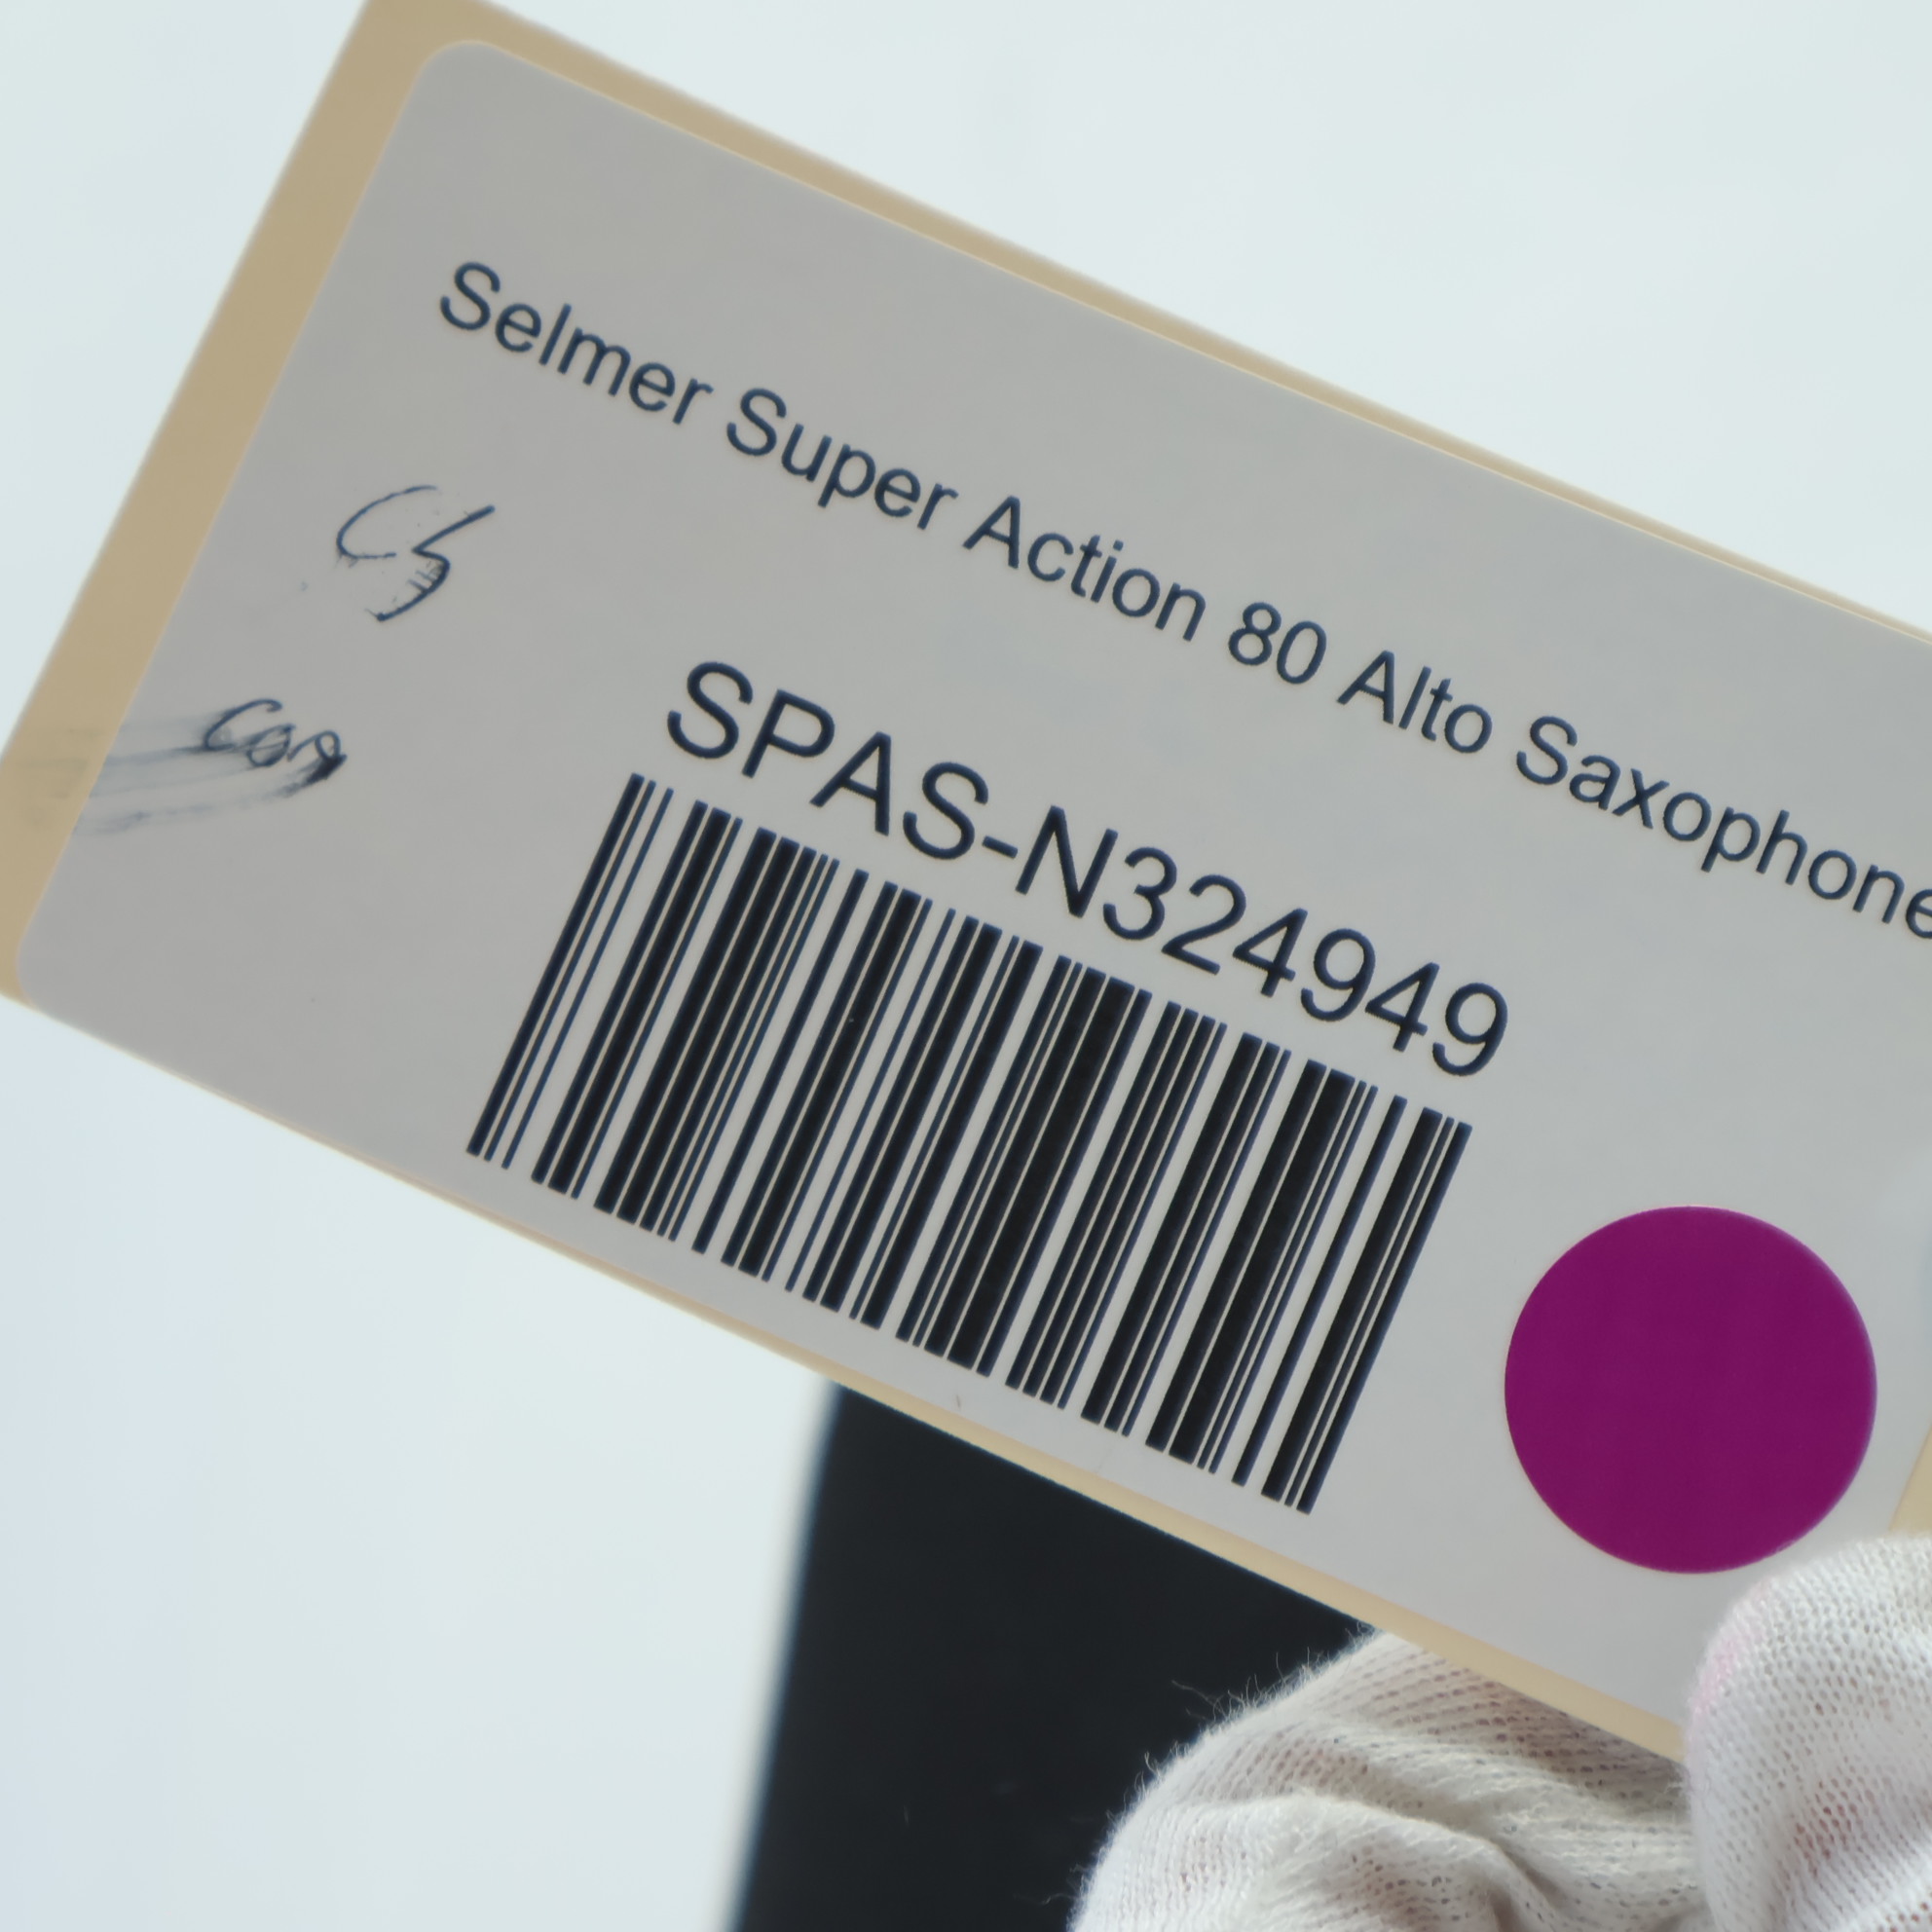 Selmer Super Action 80 Alto Saxophone
SPAS-N324949